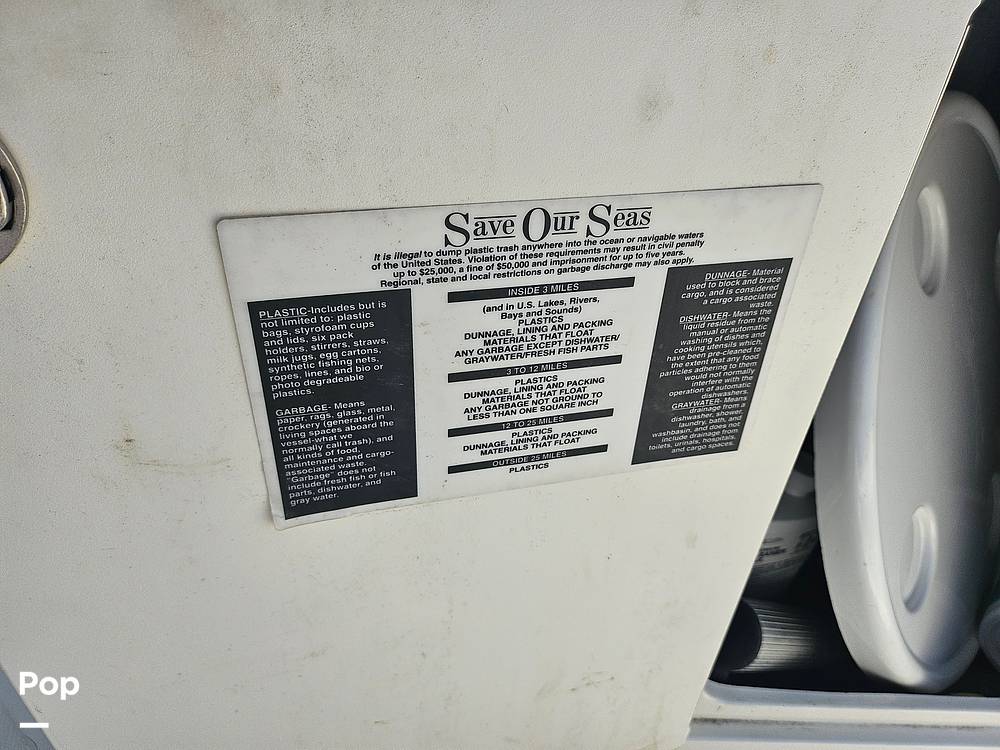 Save Our Seas
It is illegal to dump plastic trash anywhere into the ocean or navigable waters
of the United States. Violation of these requirements may result in civil penalty
up to $25,000, a fine of $50,000 and imprisonment for up to five years.
Regional, state and local restrictions on garbage discharge may also apply.
PLASTIC-Includes but is
not limited to: plastic
bags, styrofoam cups
and lids, six pack
holders, stirrers, straws,
milk jugs, egg cartons,
synthetic fishing nets,
ropes, lines, and bio or
photo degradeable
plastics.
GARBAGE- Means
paper, rags, glass, metal,
crockery (generated in
living spaces aboard the
vessel-what we
normally call trash), and
all kinds of food,
maintenance and cargo-
associated waste.
"Garbage" does not
include fresh fish or fish
parts, dishwater, and
gray water.
INSIDE 3 MILES
(and in U.S. Lakes, Rivers,
Bays and Sounds)
PLASTICS
DUNNAGE, LINING AND PACKING
MATERIALS THAT FLOAT
ANY GARBAGE EXCEPT DISHWATER/
GRAYWATER/FRESH FISH PARTS
3 TO 12 MILES
PLASTICS
DUNNAGE, LINING AND PACKING
MATERIALS THAT FLOAT
ANY GARBAGE NOT GROUND TO
LESS THAN ONE SQUARE INCH
12 TO 25 MILES
PLASTICS
DUNNAGE, LINING AND PACKING
MATERIALS THAT FLOAT
OUTSIDE 25 MILES
PLASTICS
DUNNAGE- Material
used to block and brace
cargo, and is considered
a cargo associated
waste.
DISHWATER- Means the
liquid residue from the
manual or automatic
washing of dishes and
cooking utensils which,
have been pre-cleaned to
the extent that any food
particles adhering to them
would not normally
interfere with the
operation of automatic
dishwashers.
GRAYWATER- Means
drainage from a
dishwasher, shower,
laundry, bath, and
washbasin, and does not
include drainage from
toilets, urinals, hospitals,
and cargo spaces.
Pop